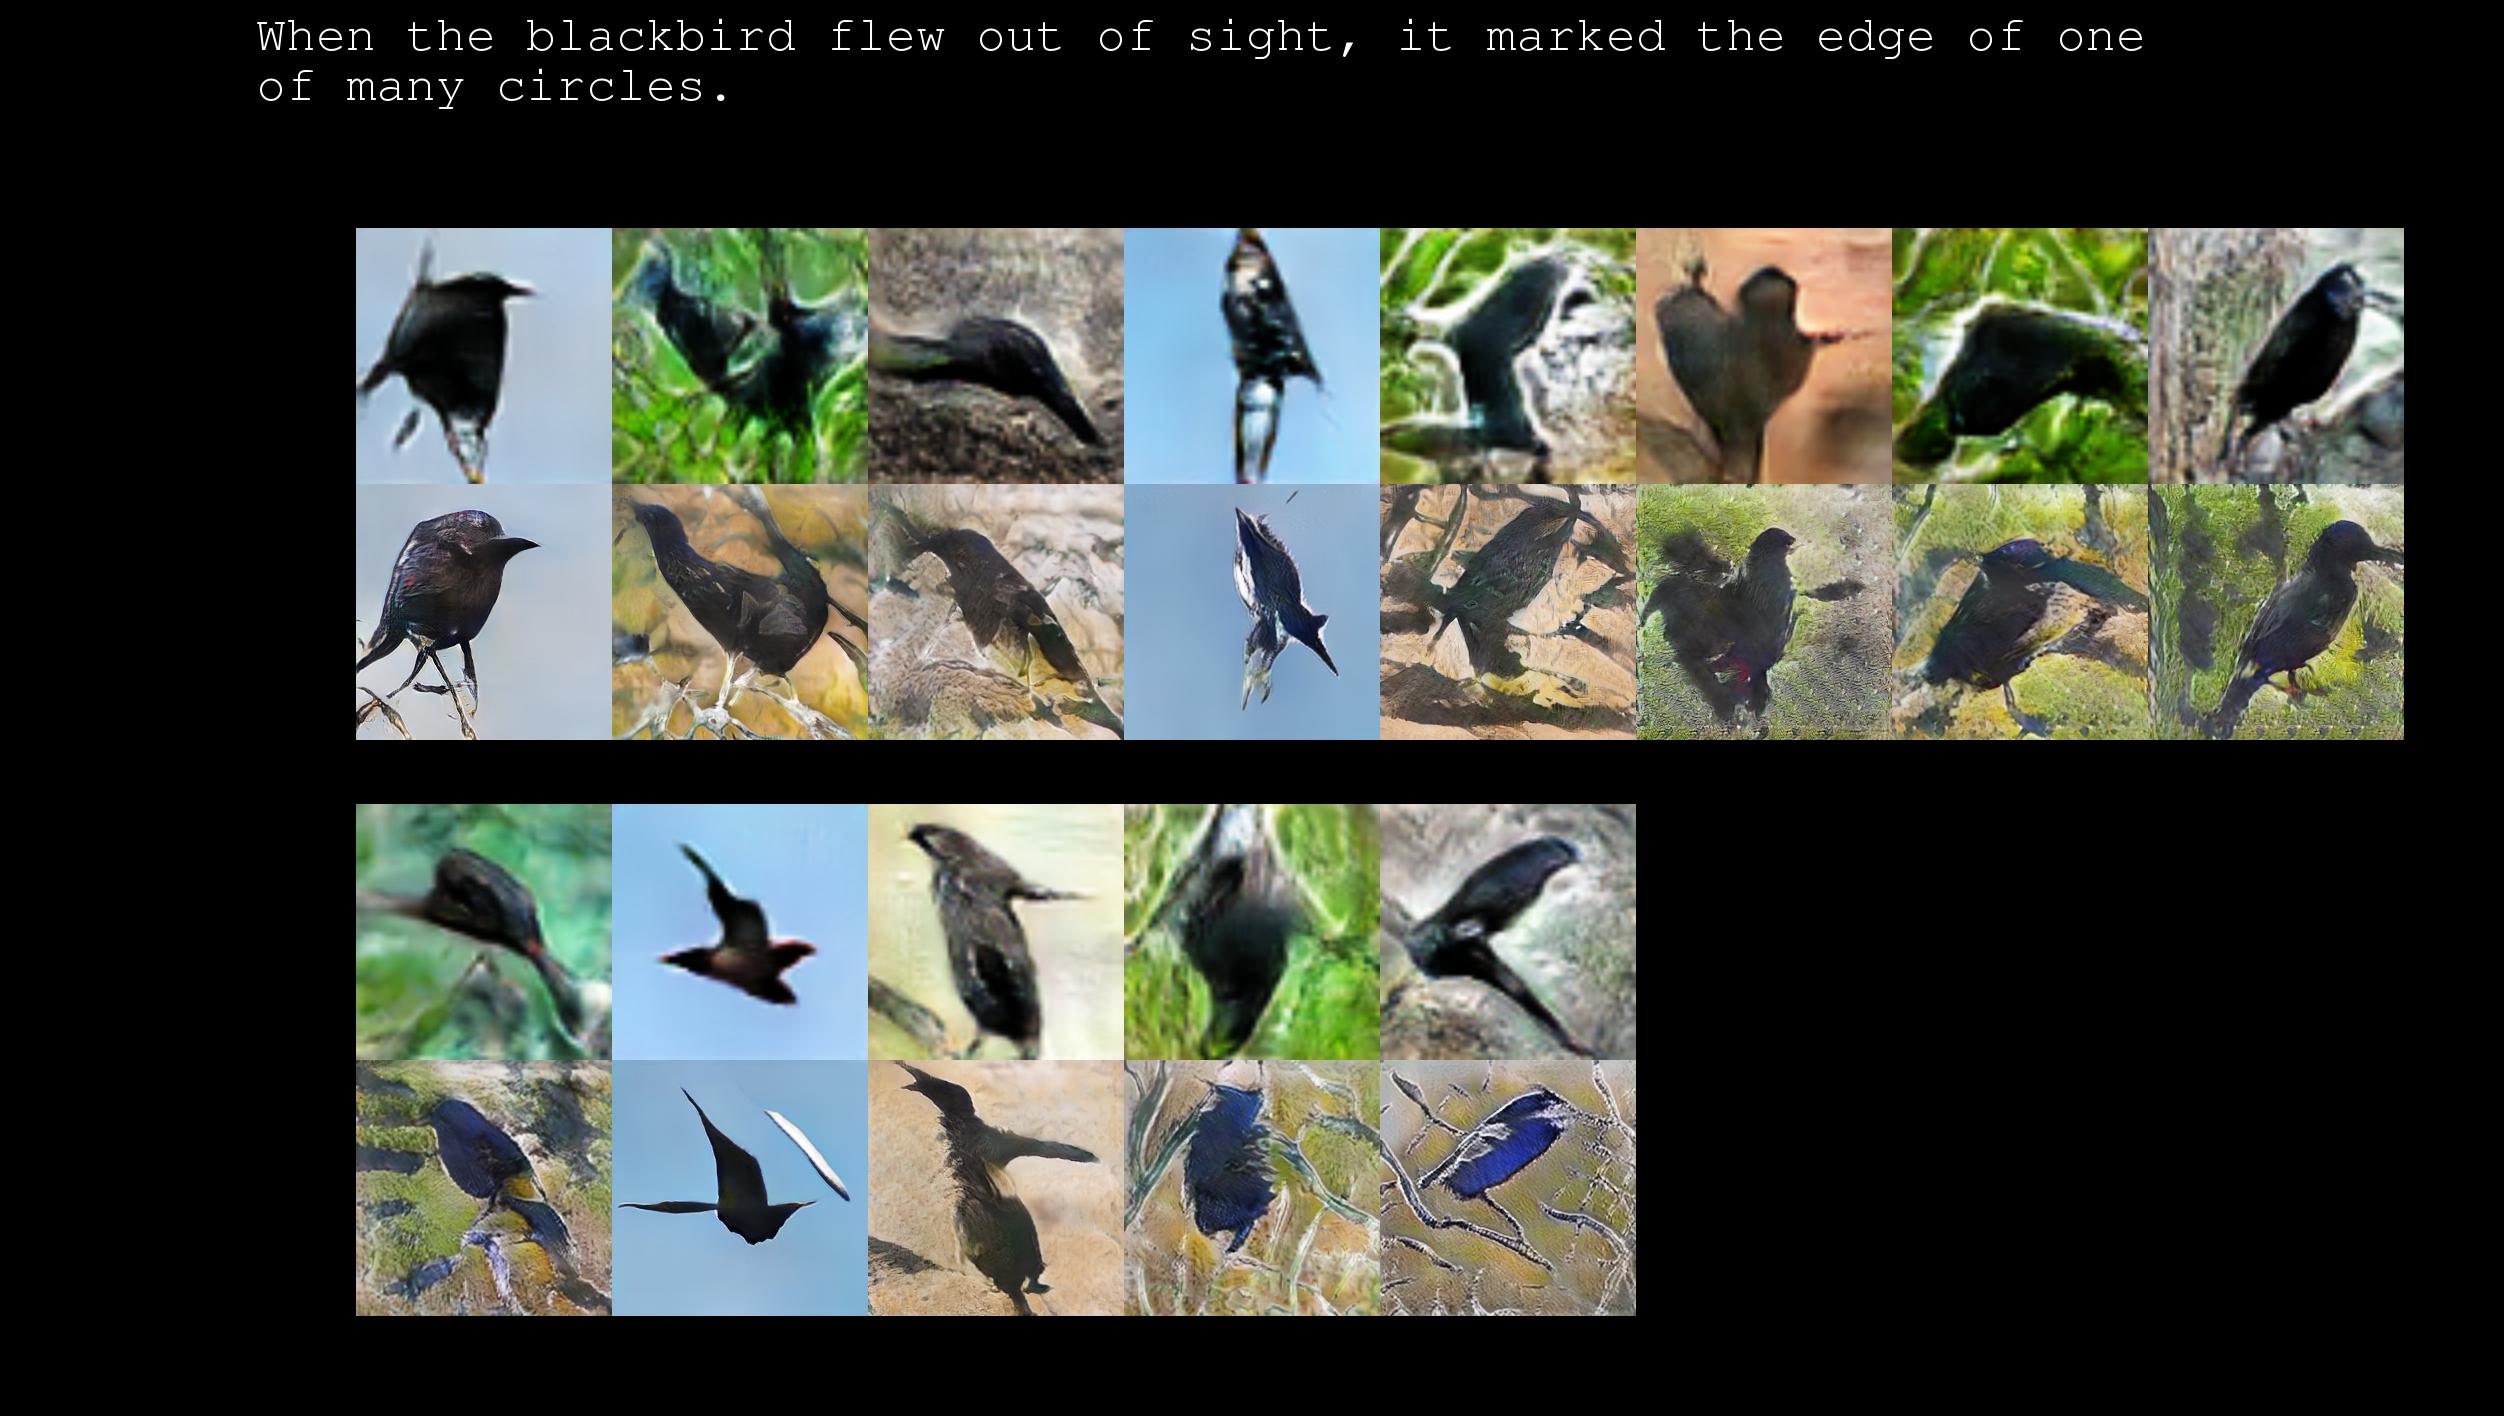 When the blackbird flew out of sight, it marked the edge of one
of many circles.